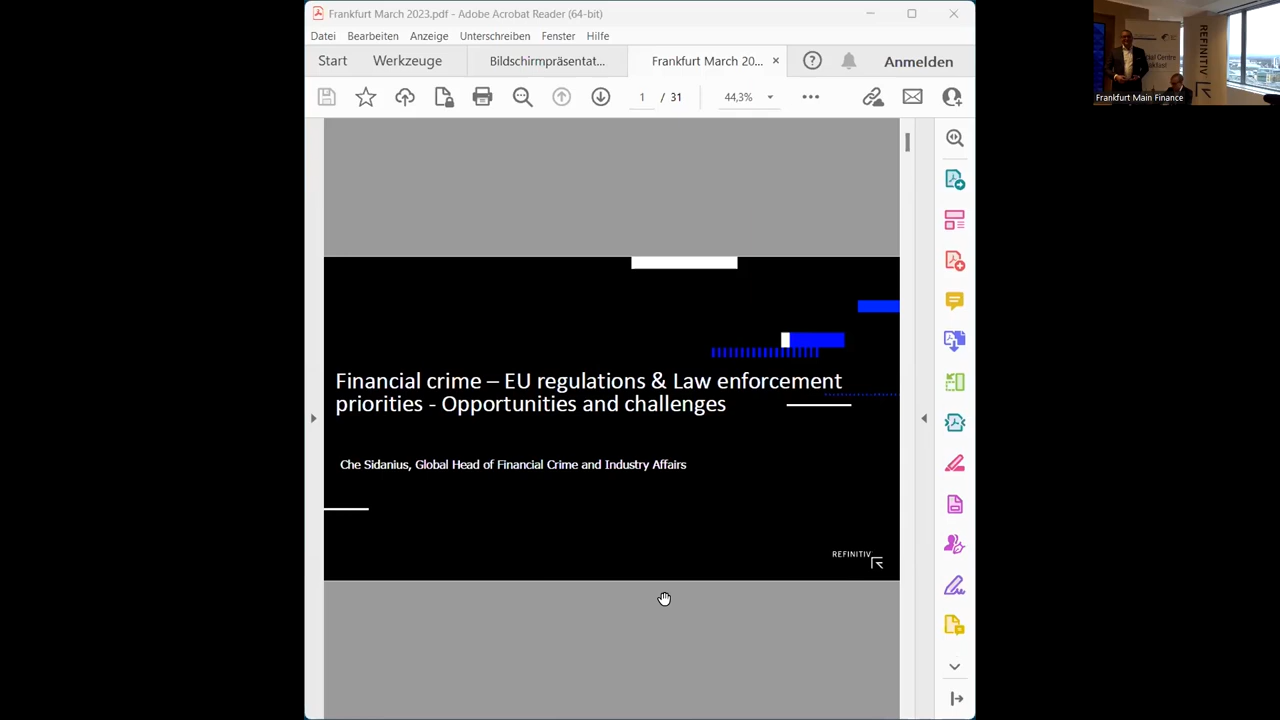 Frankfurt March 2023.pdf - Adobe Acrobat Reader (64-bit)
Datei Bearbeiten Anzeige Unterschreiben Fenster Hilfe
Start Werkzeuge Bildschirmpräsentat... Frankfurt March 20... × Anmelden
1 / 31 44,3%
Financial crime – EU regulations & Law enforcement
priorities - Opportunities and challenges
Che Sidanius, Global Head of Financial Crime and Industry Affairs
REFINITIV
REFINITIV
Frankfurt Main Finance